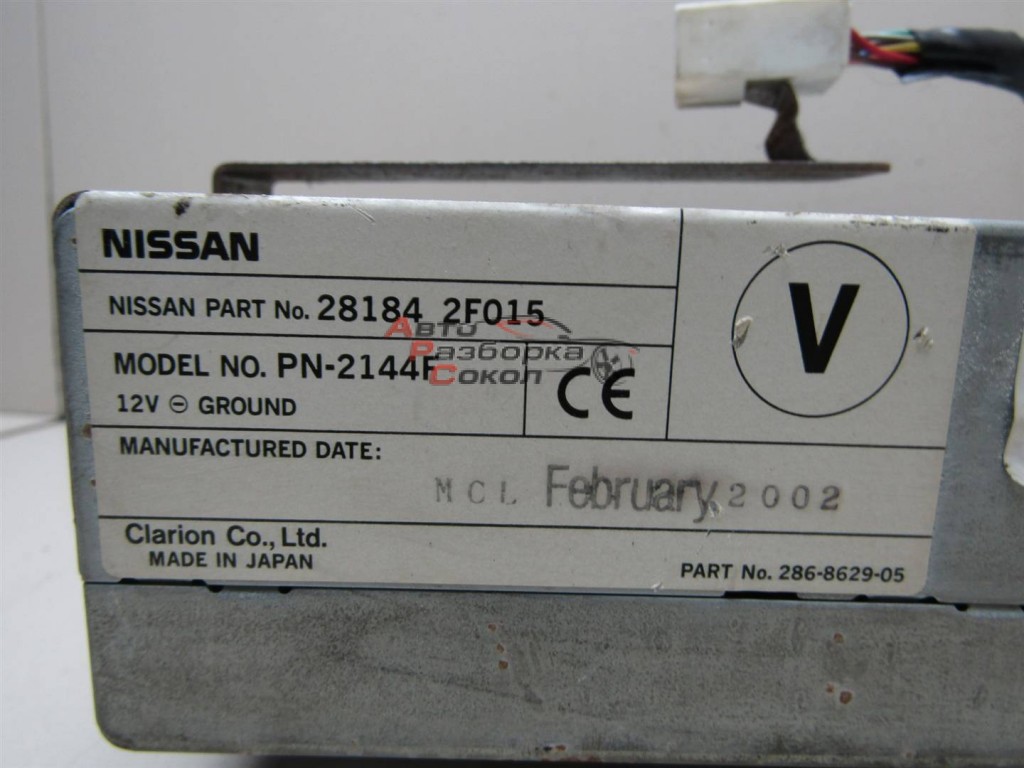 NISSAN
NISSAN PART No. 28184 2F015
MODEL NO. PN-2144F
12V ⊖ GROUND
CE
V
MANUFACTURED DATE:
MCL February, 2002
Clarion Co., Ltd.
MADE IN JAPAN
PART No. 286-8629-05
Авто
Разборка
Сокол